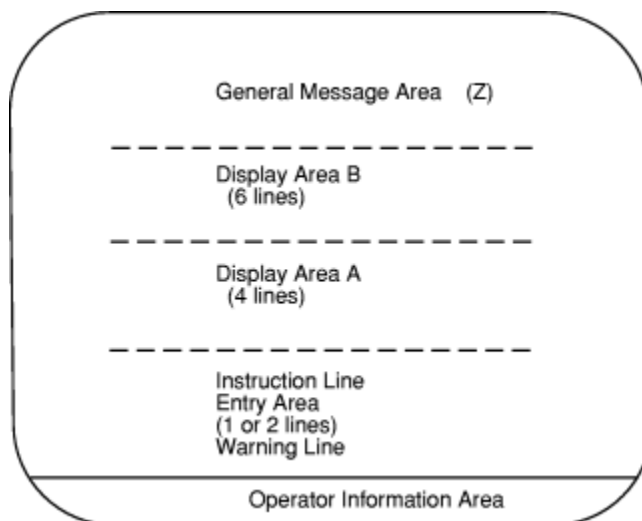 General Message Area (Z)
Display Area B
(6 lines)
Display Area A
(4 lines)
Instruction Line
Entry Area
(1 or 2 lines)
Warning Line
Operator Information Area